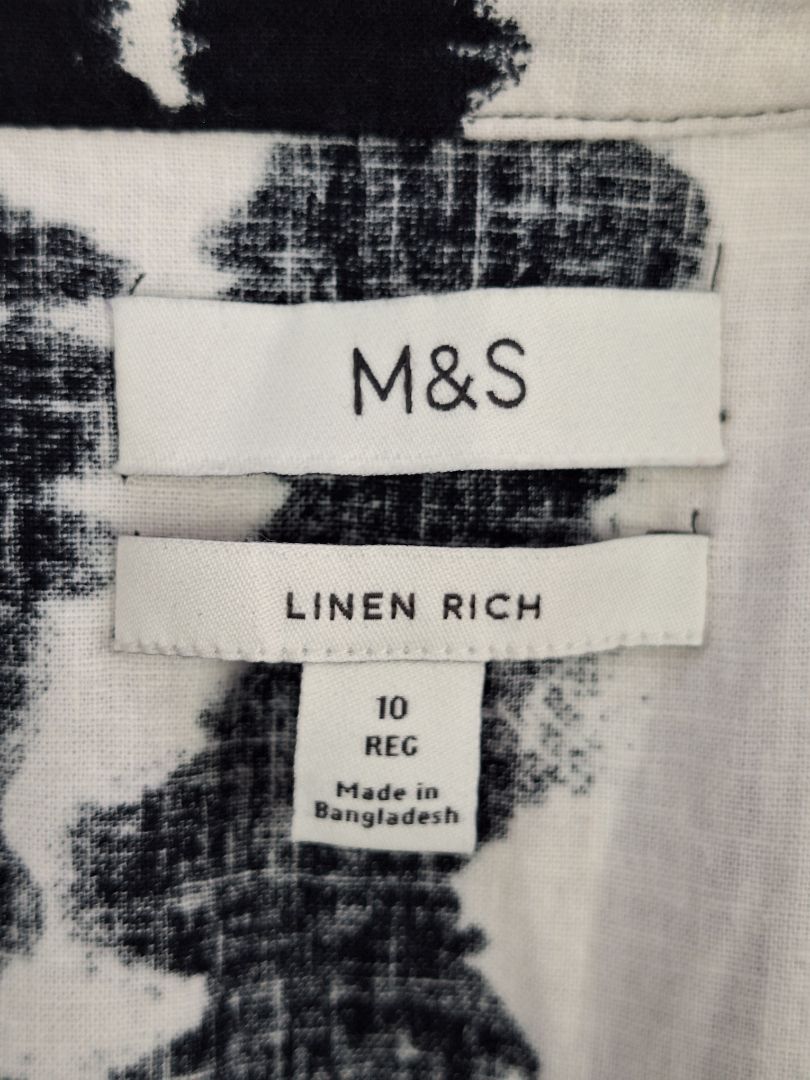 M&S
LINEN RICH
10
REG
Made in
Bangladesh